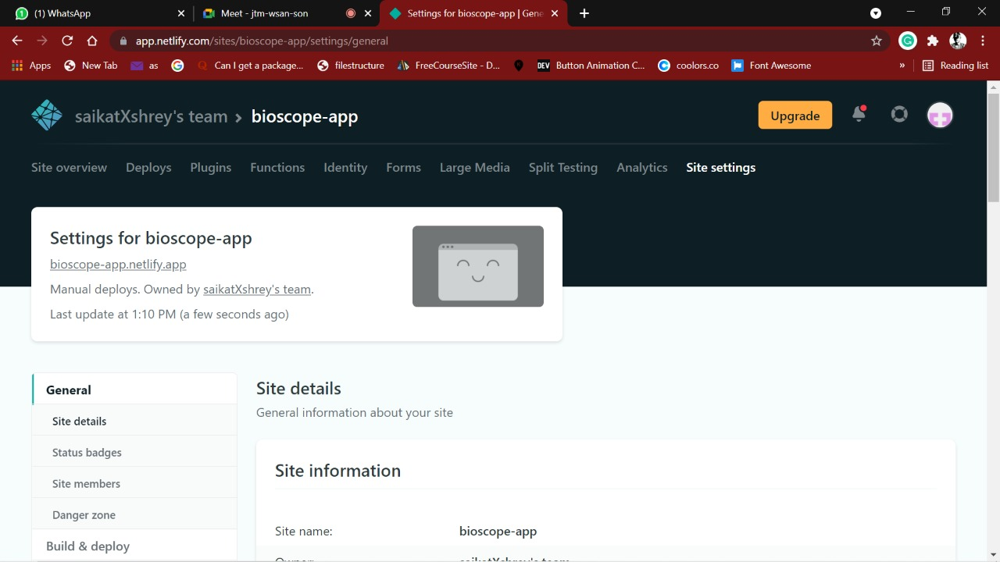 (1) WhatsApp
Meet - jtm-wsan-son
Settings for bioscope-app | Gene
app.netlify.com/sites/bioscope-app/settings/general
Apps
New Tab
as
Can I get a package...
filestructure
FreeCourseSite - D...
DEV
Button Animation C...
coolors.co
Font Awesome
»
Reading list
saikatXshrey's team > bioscope-app
Upgrade
Site overview
Deploys
Plugins
Functions
Identity
Forms
Large Media
Split Testing
Analytics
Site settings
Settings for bioscope-app
bioscope-app.netlify.app
Manual deploys. Owned by saikatXshrey's team.
Last update at 1:10 PM (a few seconds ago)
General
Site details
Status badges
Site members
Danger zone
Build & deploy
Site details
General information about your site
Site information
Site name: bioscope-app
Owner: saikatXshrey's team